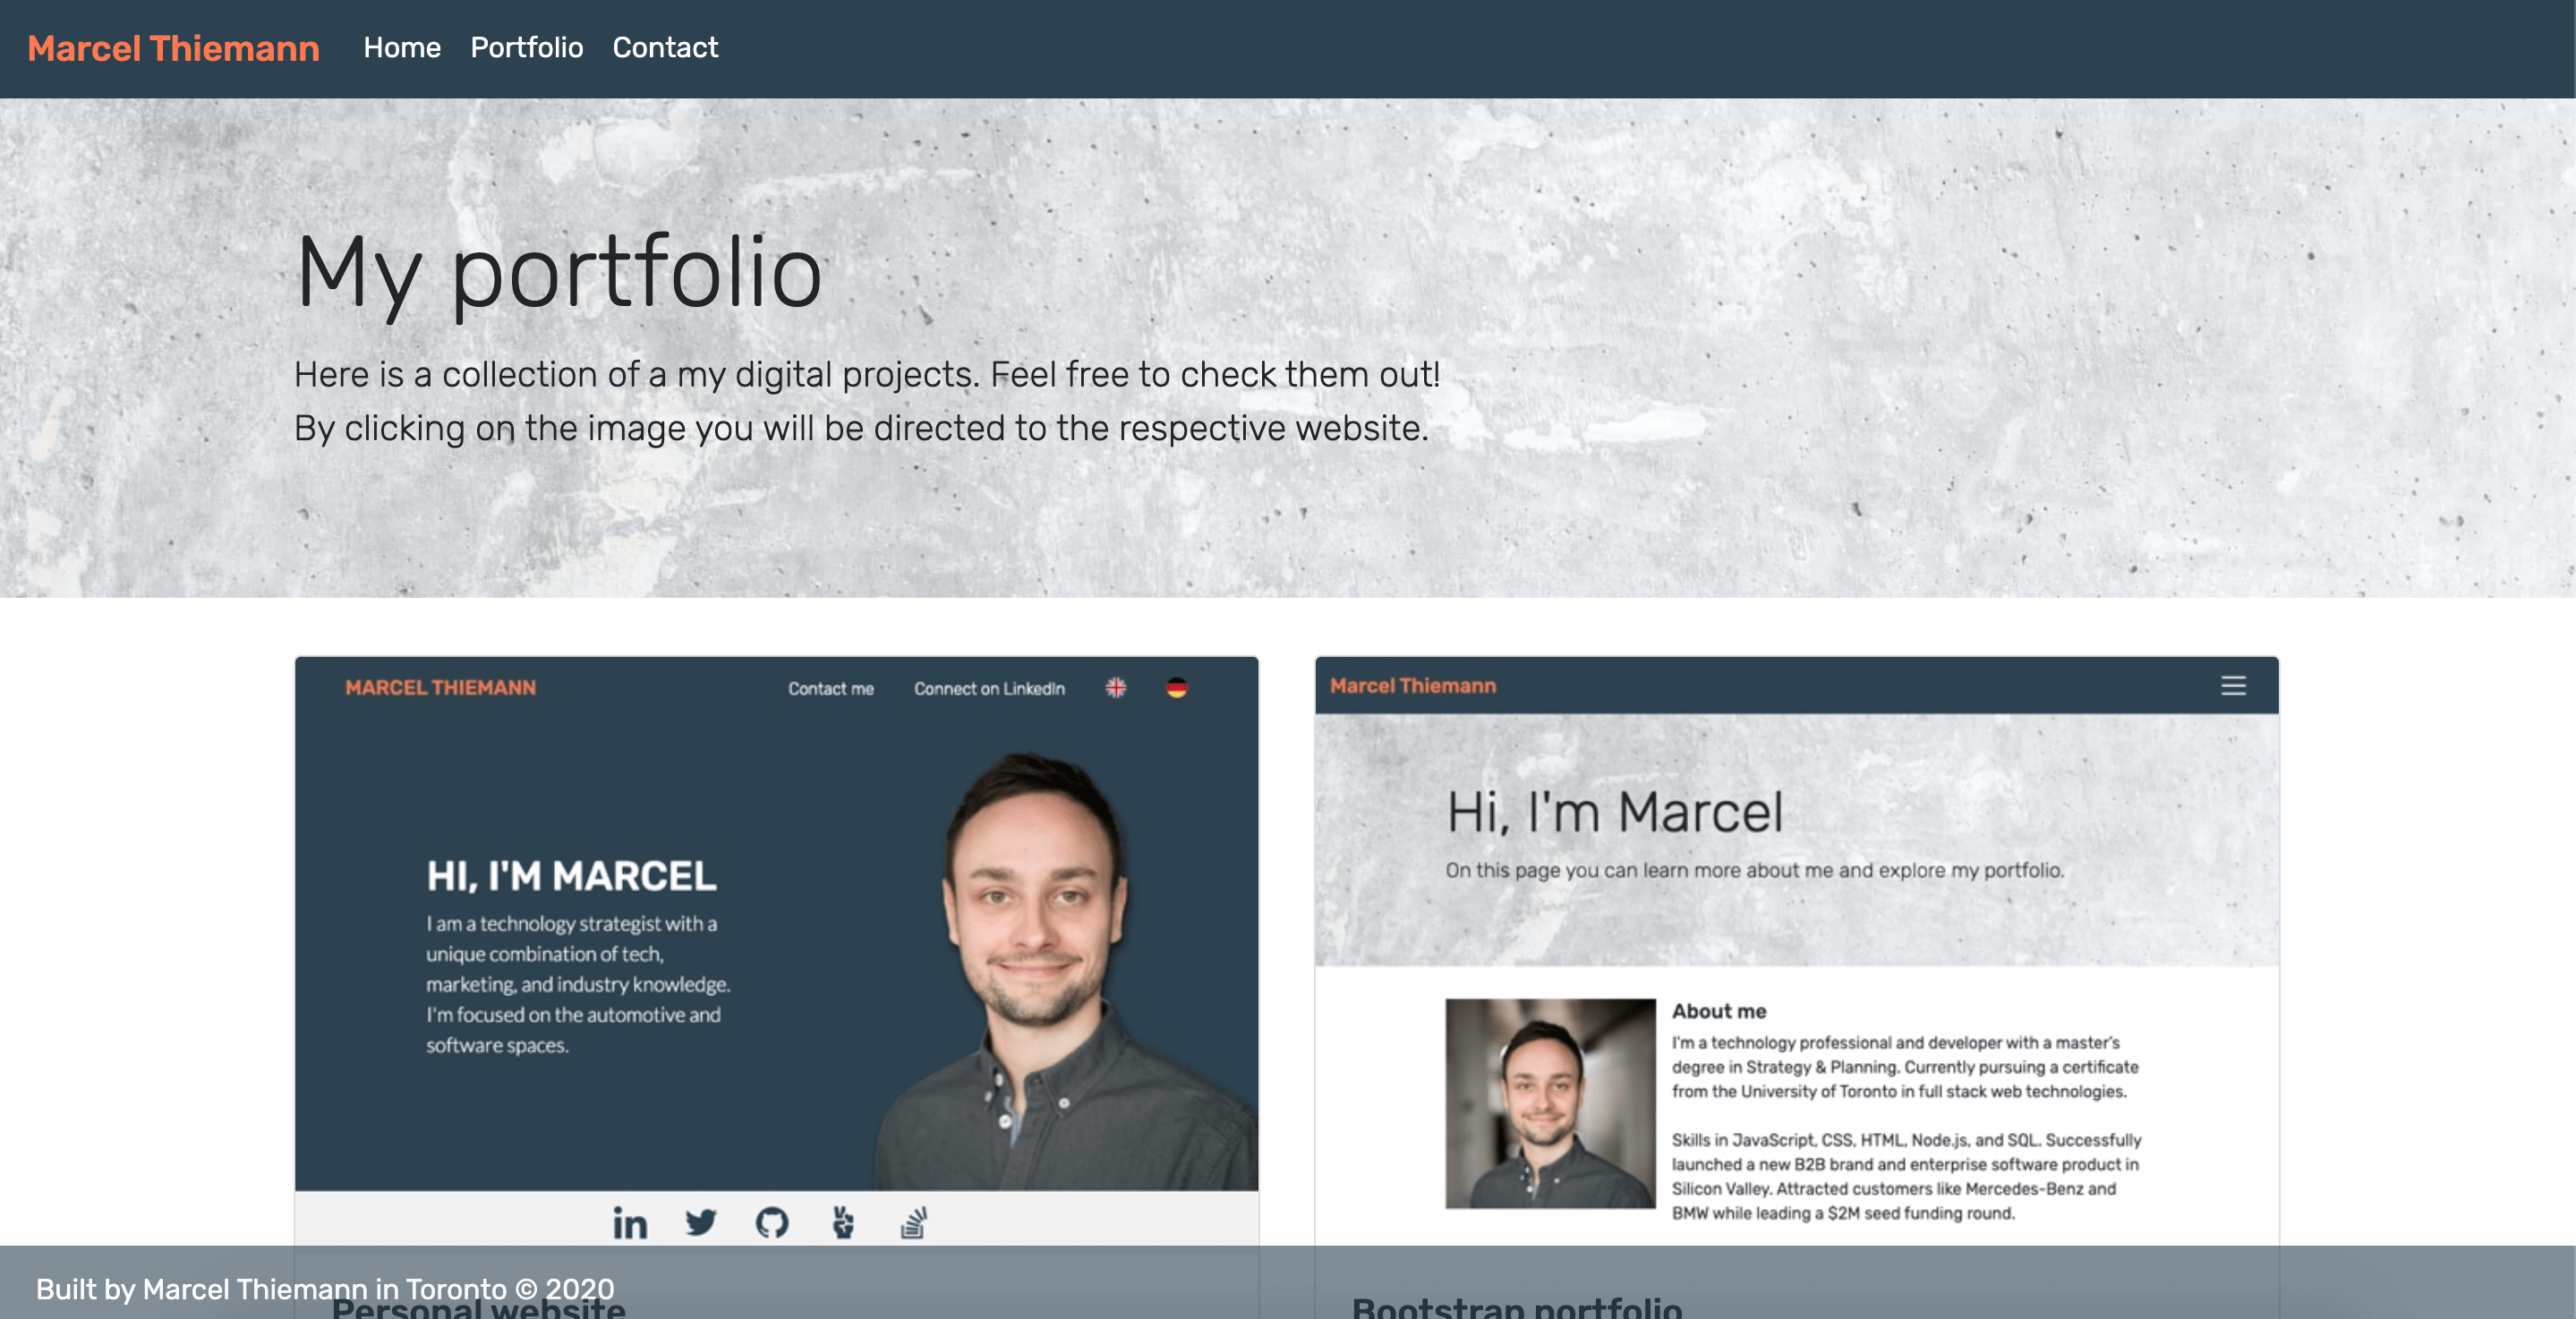 Marcel Thiemann Home Portfolio Contact
My portfolio
Here is a collection of a my digital projects. Feel free to check them out!
By clicking on the image you will be directed to the respective website.
MARCEL THIEMANN Contact me Connect on LinkedIn
HI, I'M MARCEL
I am a technology strategist with a
unique combination of tech,
marketing, and industry knowledge.
I'm focused on the automotive and
software spaces.
in
Personal website
Marcel Thiemann
Hi, I'm Marcel
On this page you can learn more about me and explore my portfolio.
About me
I'm a technology professional and developer with a master's
degree in Strategy & Planning. Currently pursuing a certificate
from the University of Toronto in full stack web technologies.
Skills in JavaScript, CSS, HTML, Node.js, and SQL. Successfully
launched a new B2B brand and enterprise software product in
Silicon Valley. Attracted customers like Mercedes-Benz and
BMW while leading a $2M seed funding round.
Bootstrap portfolio
Built by Marcel Thiemann in Toronto © 2020